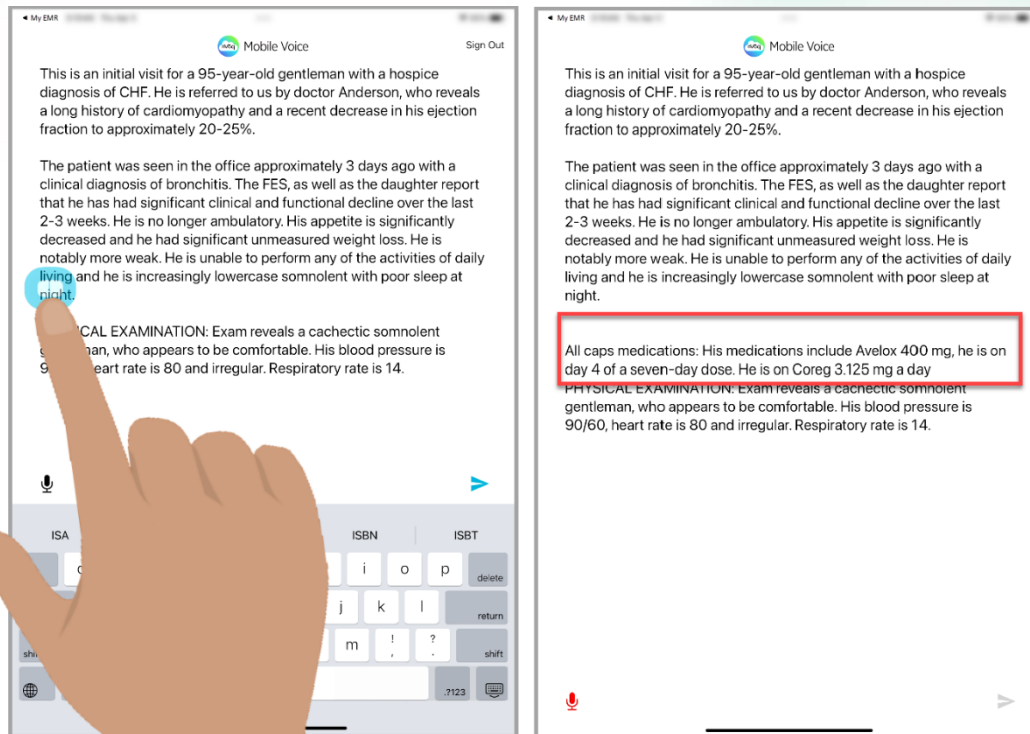 My EMR
nVoq Mobile Voice
Sign Out
This is an initial visit for a 95-year-old gentleman with a hospice
diagnosis of CHF. He is referred to us by doctor Anderson, who reveals
a long history of cardiomyopathy and a recent decrease in his ejection
fraction to approximately 20-25%.
The patient was seen in the office approximately 3 days ago with a
clinical diagnosis of bronchitis. The FES, as well as the daughter report
that he has had significant clinical and functional decline over the last
2-3 weeks. He is no longer ambulatory. His appetite is significantly
decreased and he had significant unmeasured weight loss. He is
notably more weak. He is unable to perform any of the activities of daily
living and he is increasingly lowercase somnolent with poor sleep at
night.
CAL EXAMINATION: Exam reveals a cachectic somnolent
an, who appears to be comfortable. His blood pressure is
9 eart rate is 80 and irregular. Respiratory rate is 14.
ISA
ISBN
ISBT
i
o
p
delete
j
k
l
return
shi
m
!
,
?
.
shift
.?123
My EMR
nVoq Mobile Voice
This is an initial visit for a 95-year-old gentleman with a hospice
diagnosis of CHF. He is referred to us by doctor Anderson, who reveals
a long history of cardiomyopathy and a recent decrease in his ejection
fraction to approximately 20-25%.
The patient was seen in the office approximately 3 days ago with a
clinical diagnosis of bronchitis. The FES, as well as the daughter report
that he has had significant clinical and functional decline over the last
2-3 weeks. He is no longer ambulatory. His appetite is significantly
decreased and he had significant unmeasured weight loss. He is
notably more weak. He is unable to perform any of the activities of daily
living and he is increasingly lowercase somnolent with poor sleep at
night.
All caps medications: His medications include Avelox 400 mg, he is on
day 4 of a seven-day dose. He is on Coreg 3.125 mg a day
PHYSICAL EXAMINATION: Exam reveals a cachectic somnolent
gentleman, who appears to be comfortable. His blood pressure is
90/60, heart rate is 80 and irregular. Respiratory rate is 14.